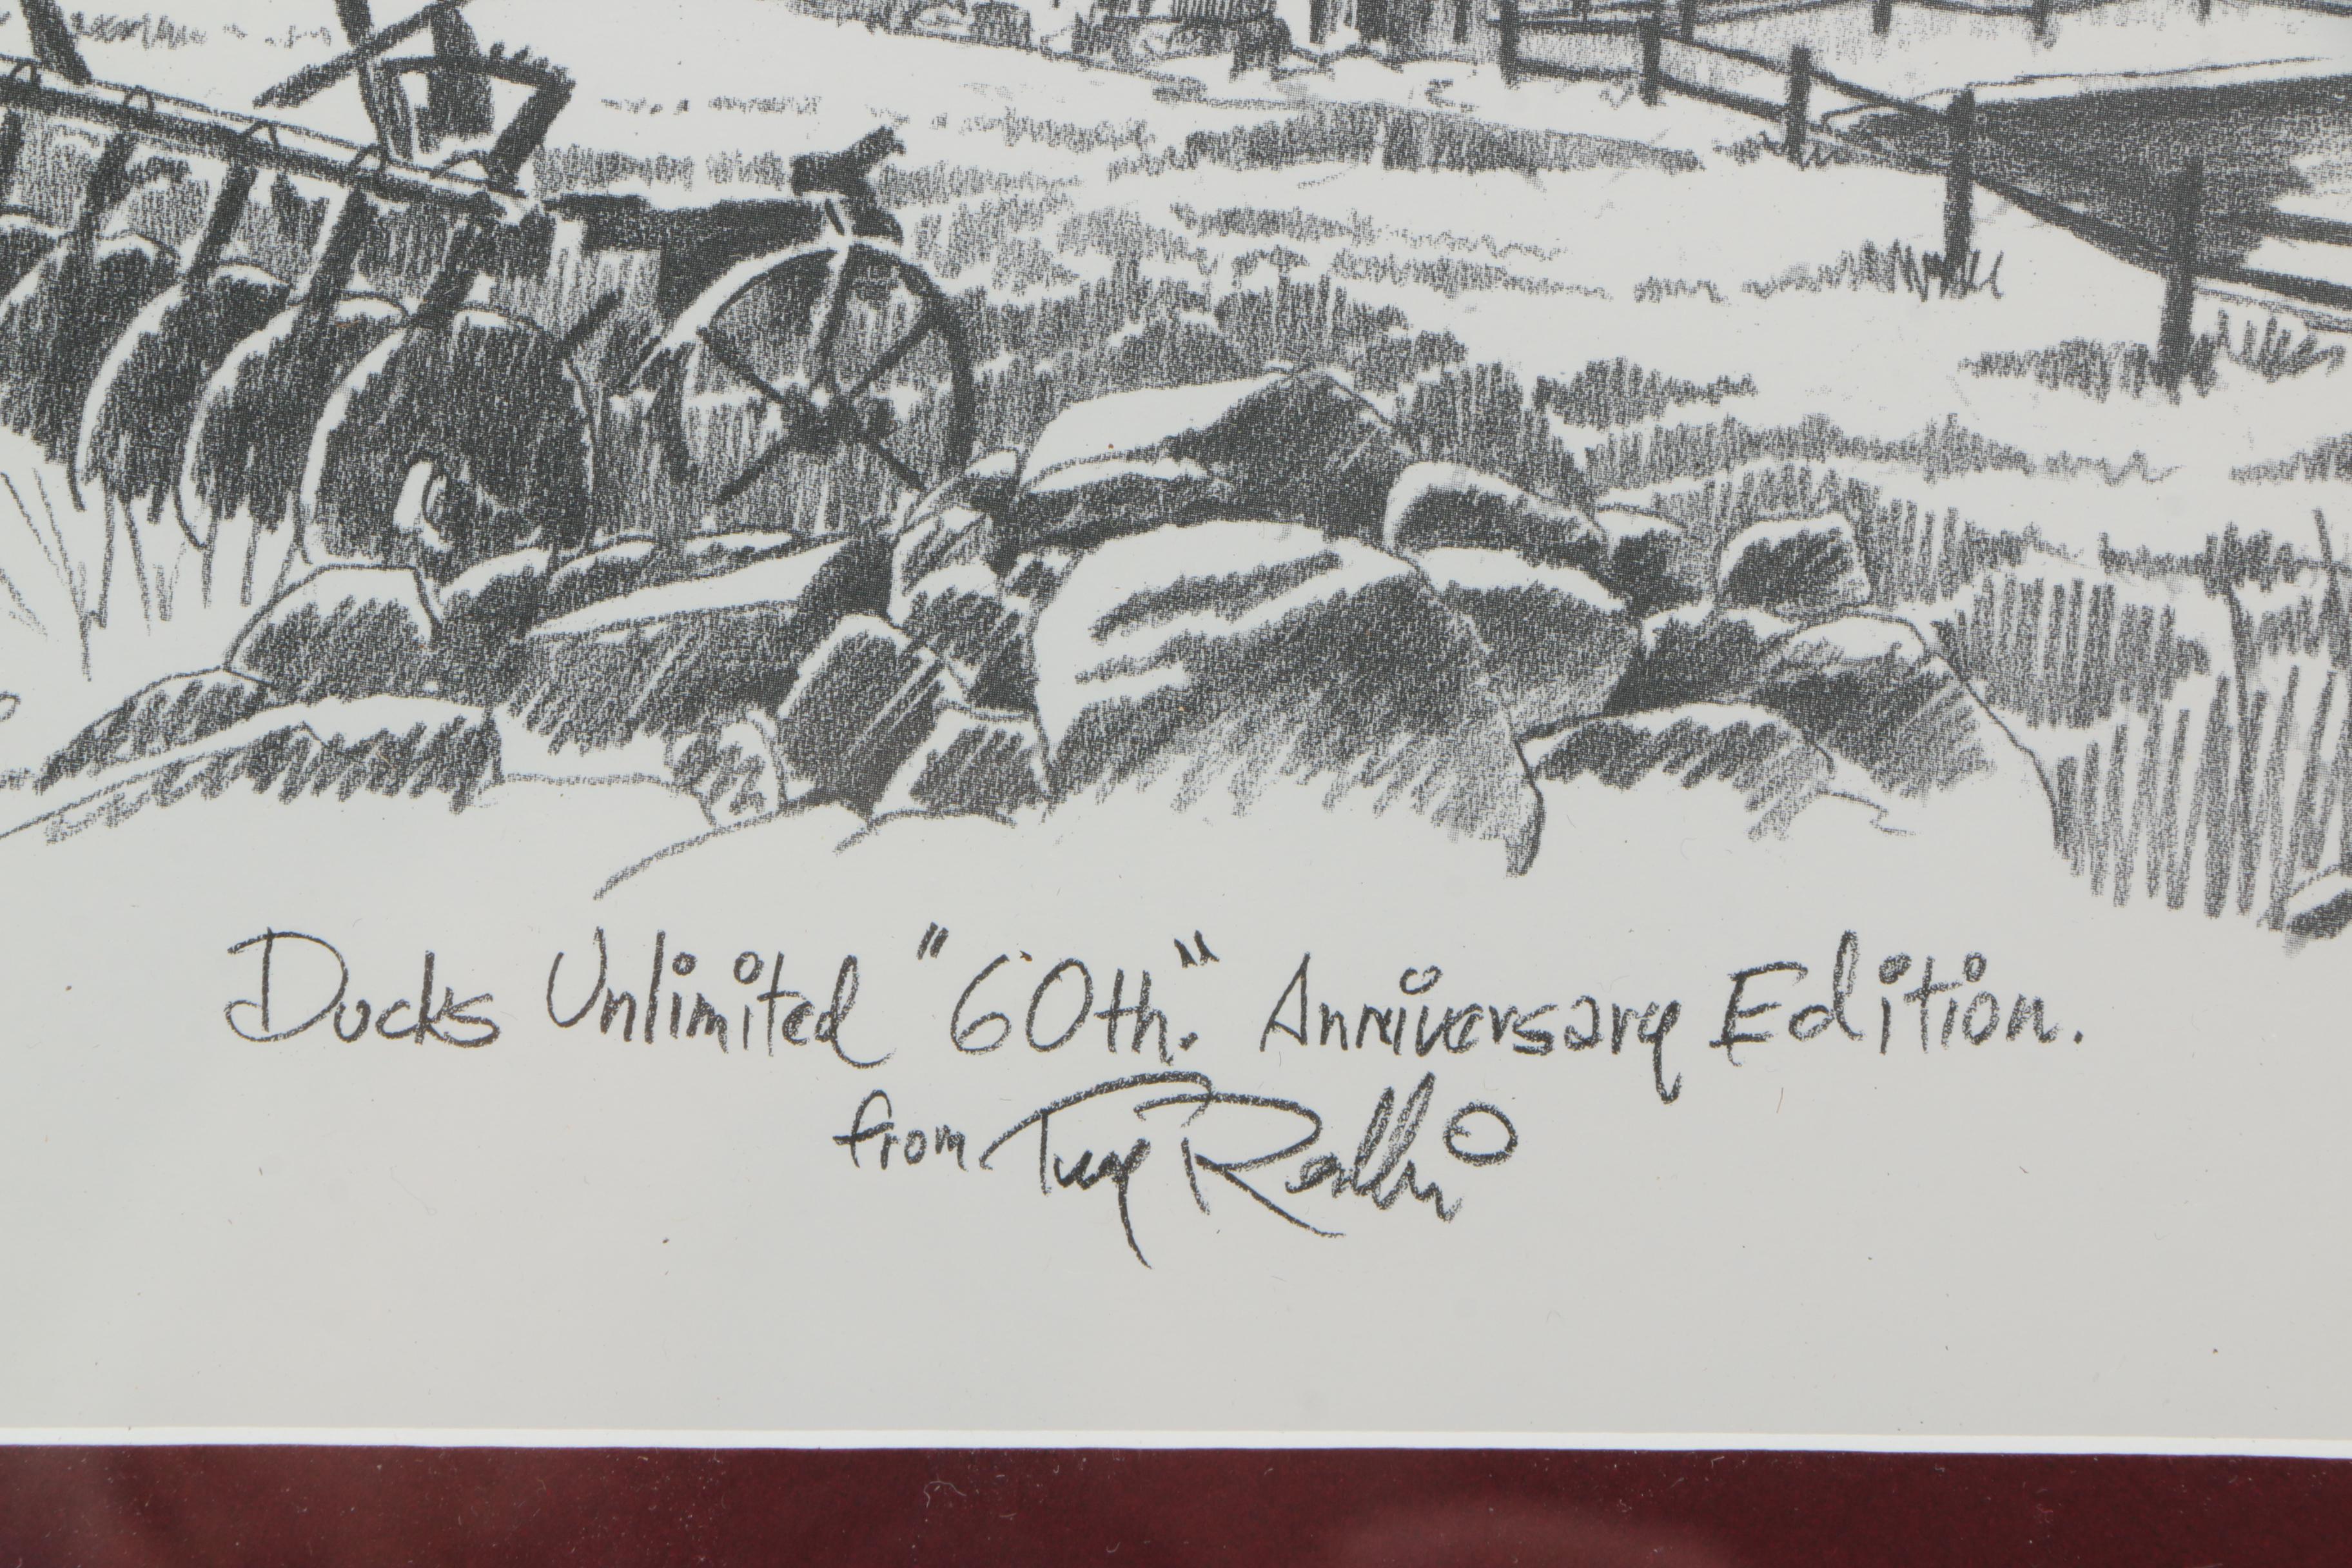 Ducks Unlimited "60th." Anniversary Edition.
from